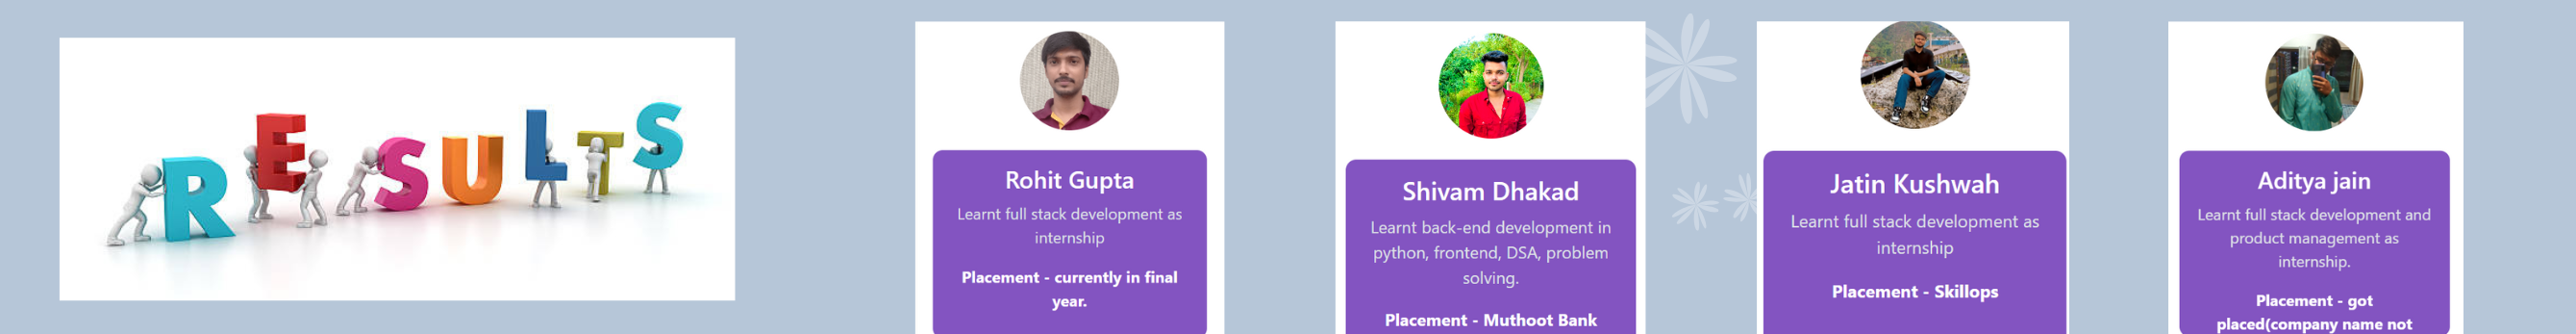 RESULTS
Rohit Gupta
Learnt full stack development as
internship
Placement - currently in final
year.
Shivam Dhakad
Learnt back-end development in
python, frontend, DSA, problem
solving.
Placement - Muthoot Bank
Jatin Kushwah
Learnt full stack development as
internship
Placement - Skillops
Aditya jain
Learnt full stack development and
product management as
internship.
Placement - got
placed(company name not